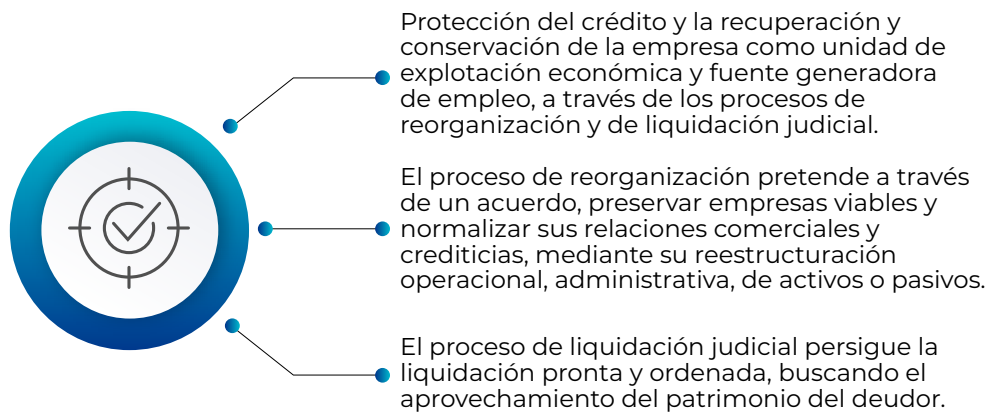 Protección del crédito y la recuperación y
conservación de la empresa como unidad de
explotación económica y fuente generadora
de empleo, a través de los procesos de
reorganización y de liquidación judicial.
El proceso de reorganización pretende a través
de un acuerdo, preservar empresas viables y
normalizar sus relaciones comerciales y
crediticias, mediante su reestructuración
operacional, administrativa, de activos o pasivos.
El proceso de liquidación judicial persigue la
liquidación pronta y ordenada, buscando el
aprovechamiento del patrimonio del deudor.